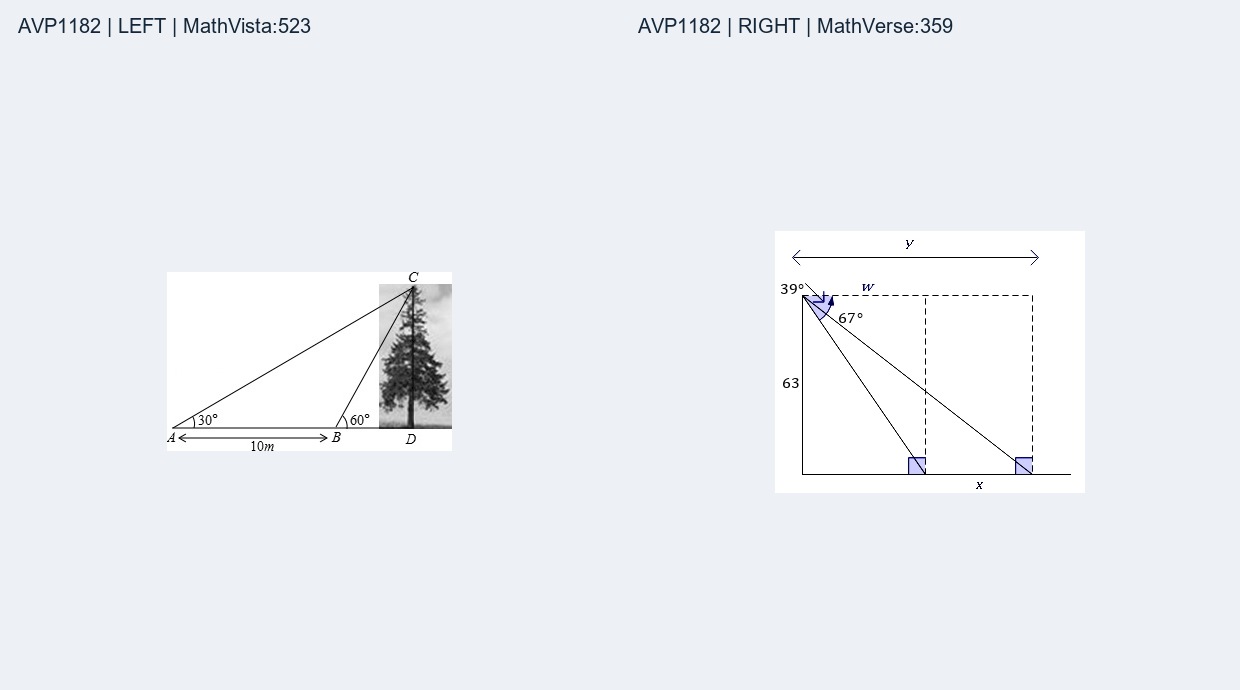 AVP1182 | LEFT | MathVista:523
AVP1182 | RIGHT | MathVerse:359
C
30°
60°
A
B
D
10m
y
39°
w
67°
63
x